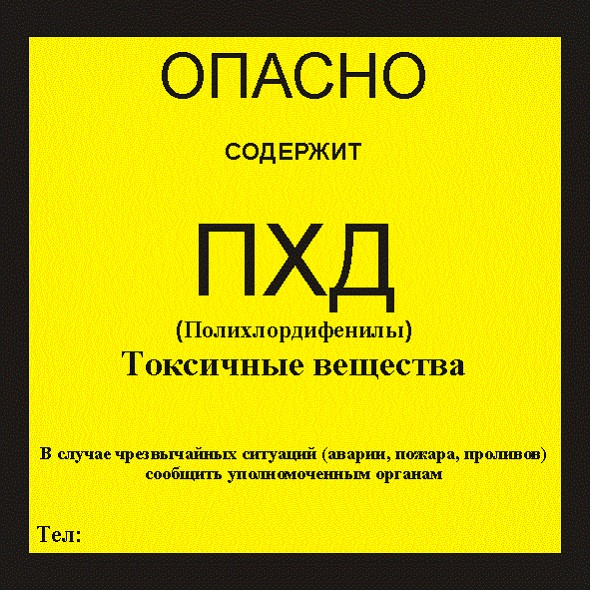 ОПАСНО
СОДЕРЖИТ
ПХД
(Полихлордифенилы)
Токсичные вещества
В случае чрезвычайных ситуаций (аварии, пожара, проливов)
сообщить уполномоченным органам
Тел: